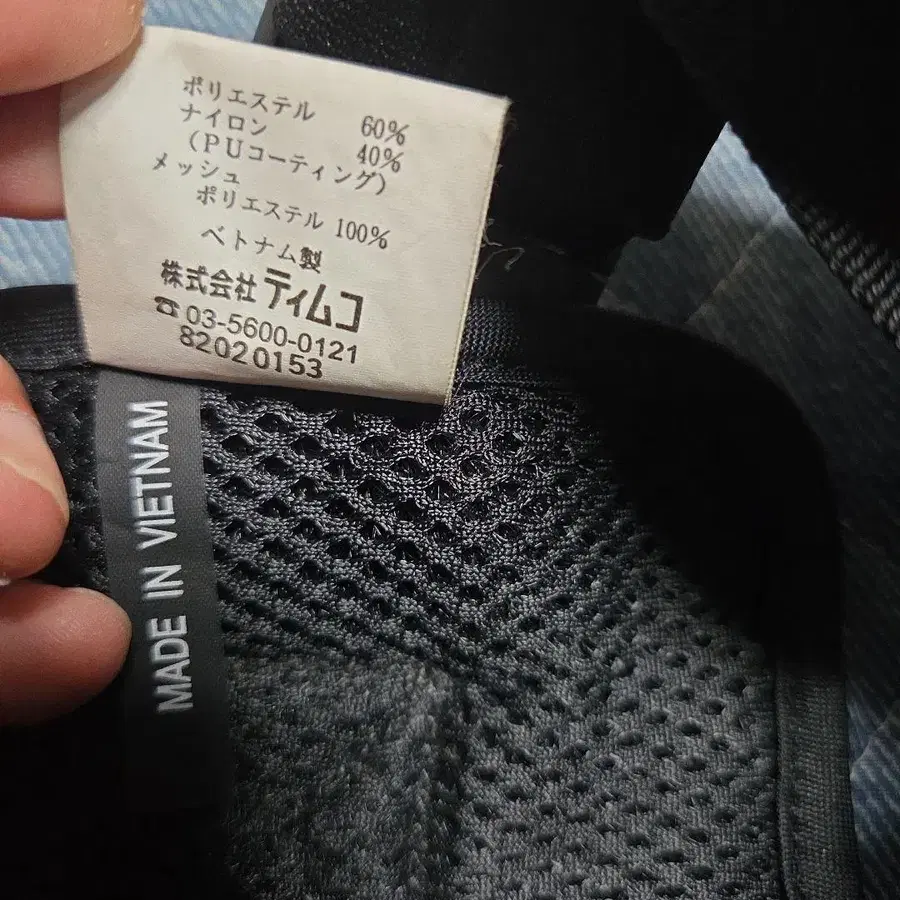 ポリエステル 60%
ナイロン 40%
(PUコーティング)
メッシュ
ポリエステル 100%
ベトナム製
株式会社ティムコ
☎03-5600-0121
82020153
MADE IN VIETNAM